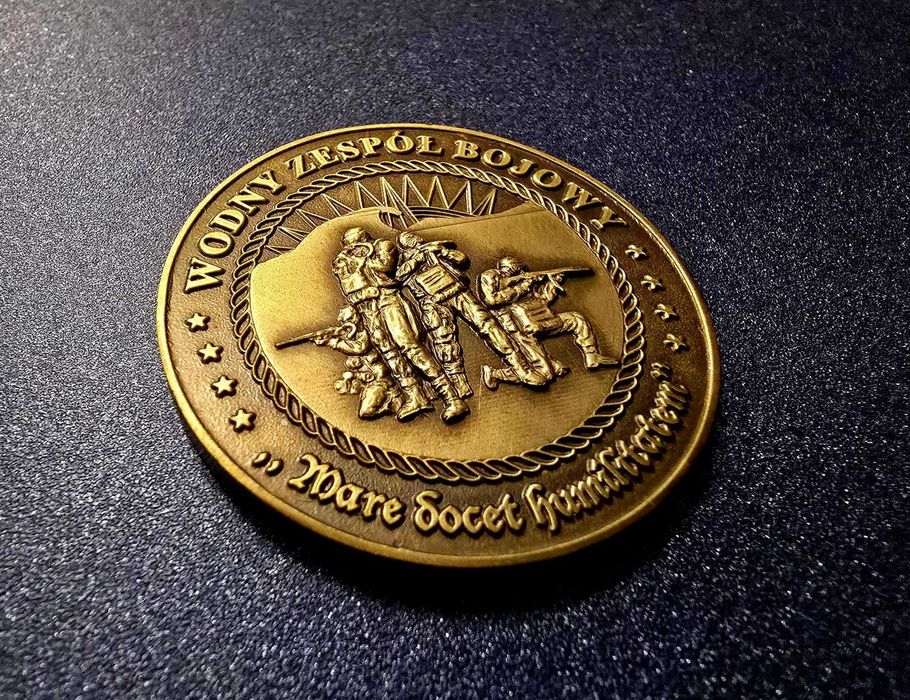 WODNY ZESPÓŁ BOJOWY
„Mare docet humilitatem”